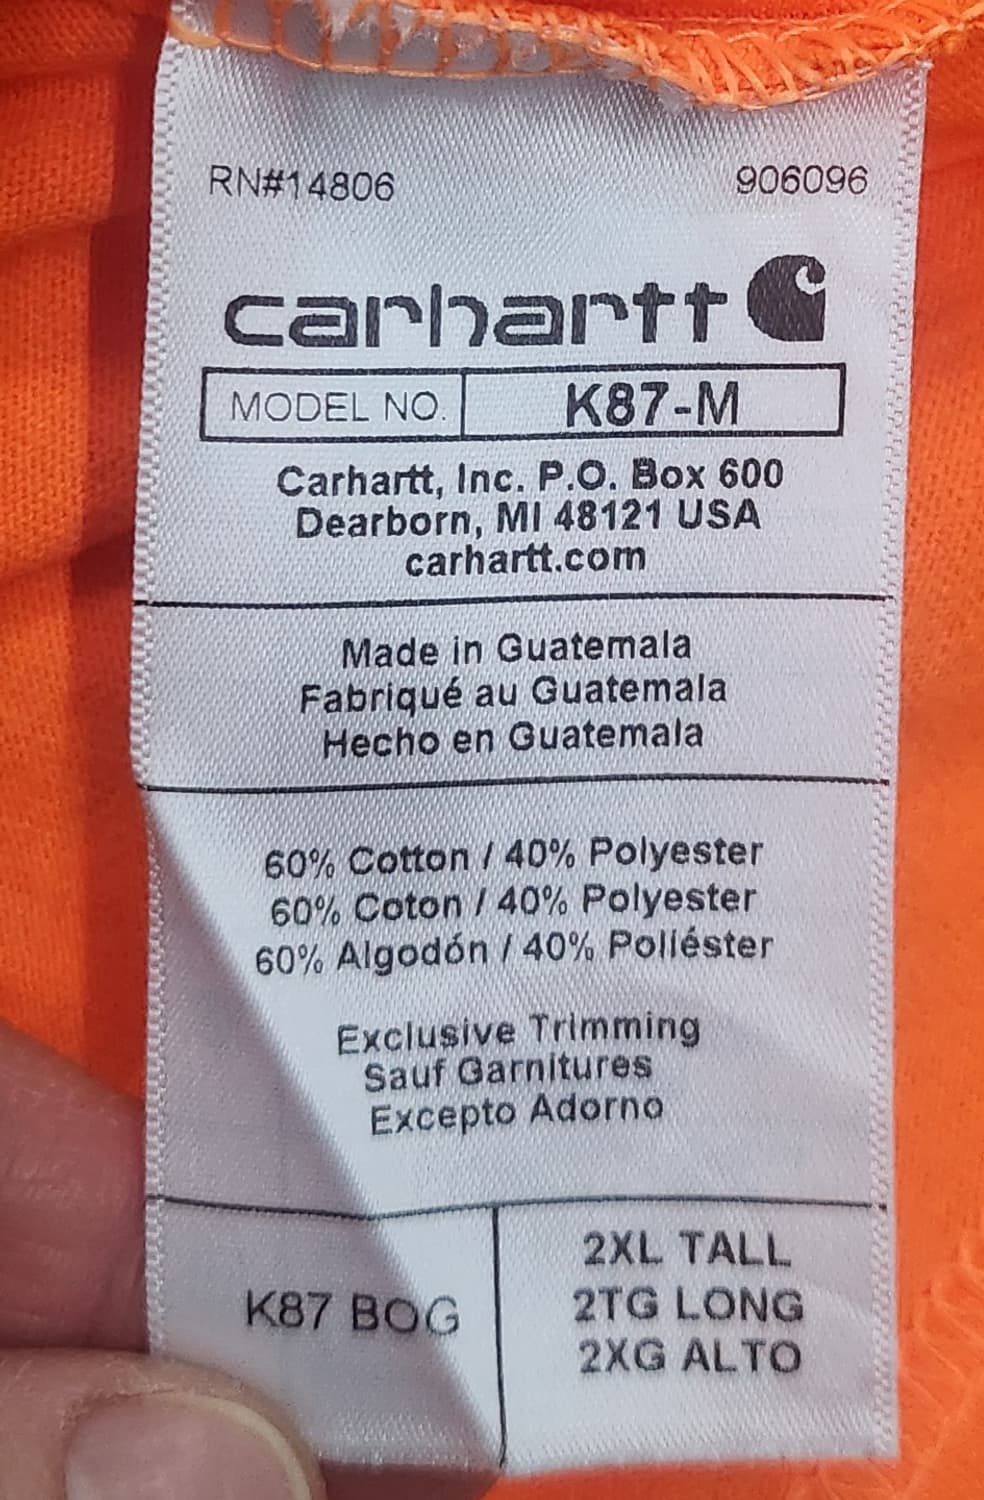 RN#14806 906096
carhartt
MODEL NO. K87-M
Carhartt, Inc. P.O. Box 600
Dearborn, MI 48121 USA
carhartt.com
Made in Guatemala
Fabriqué au Guatemala
Hecho en Guatemala
60% Cotton / 40% Polyester
60% Coton / 40% Polyester
60% Algodón / 40% Poliéster
Exclusive Trimming
Sauf Garnitures
Excepto Adorno
K87 BOG
2XL TALL
2TG LONG
2XG ALTO